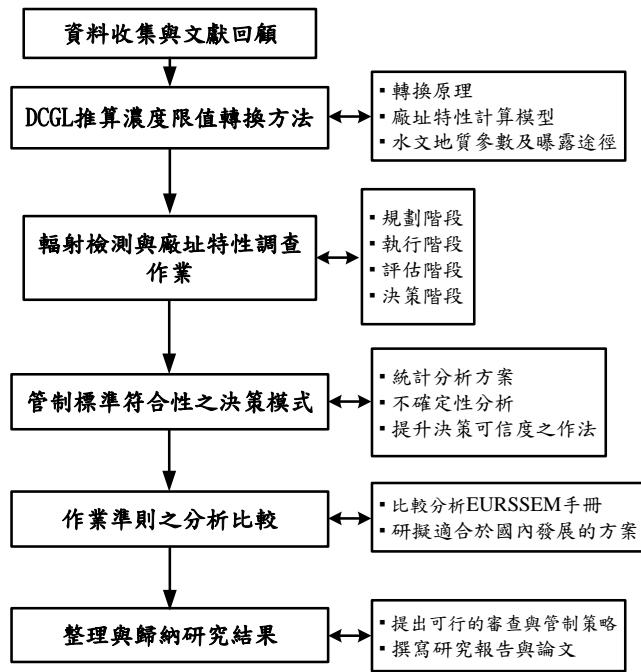 資料收集與文獻回顧
DCGL推算濃度限值轉換方法
▪ 轉換原理
▪ 廠址特性計算模型
▪ 水文地質參數及曝露途徑
輻射檢測與廠址特性調查
作業
▪ 規劃階段
▪ 執行階段
▪ 評估階段
▪ 決策階段
管制標準符合性之決策模式
▪ 統計分析方案
▪ 不確定性分析
▪ 提升決策可信度之作法
作業準則之分析比較
▪ 比較分析EURSSEM手冊
▪ 研擬適合於國內發展的方案
整理與歸納研究結果
▪ 提出可行的審查與管制策略
▪ 撰寫研究報告與論文